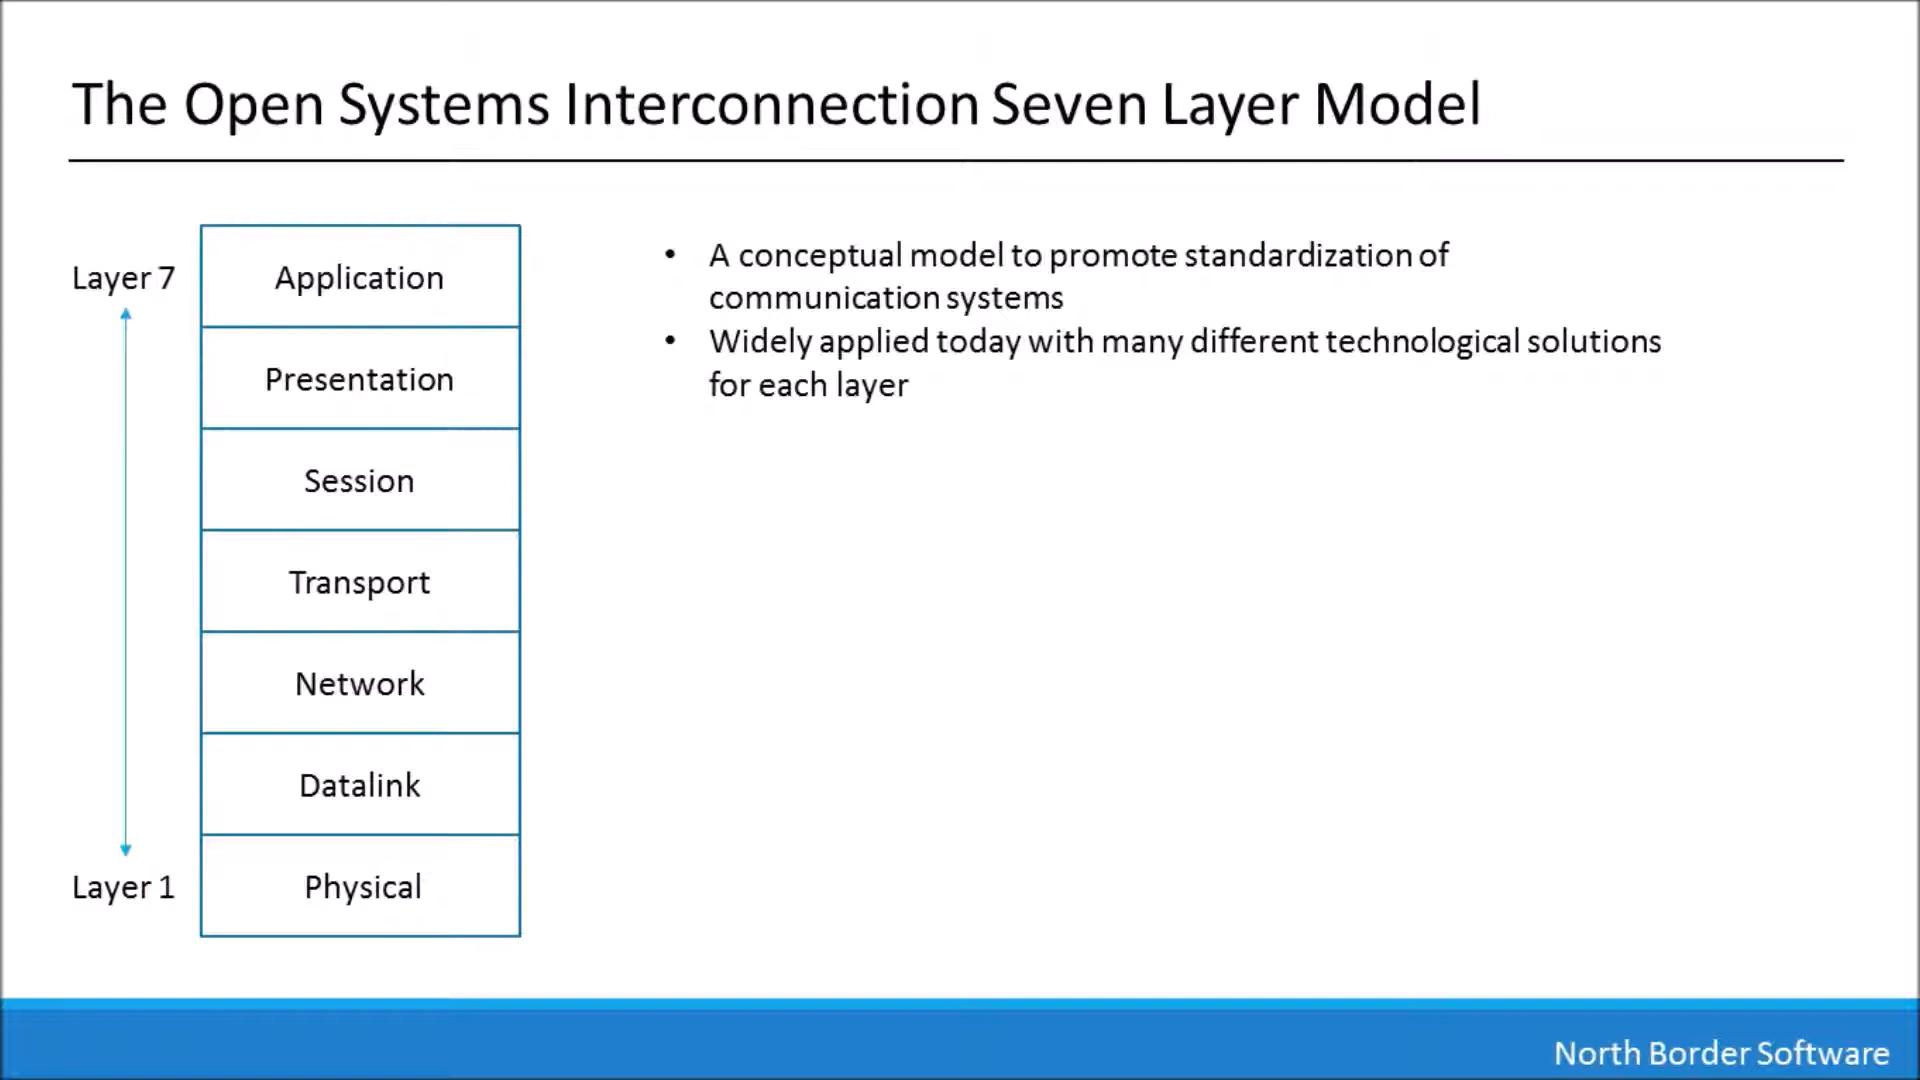 The Open Systems Interconnection Seven Layer Model
Layer 7
Application
Presentation
Session
Transport
Network
Datalink
Layer 1
Physical
• A conceptual model to promote standardization of
communication systems
• Widely applied today with many different technological solutions
for each layer
North Border Software